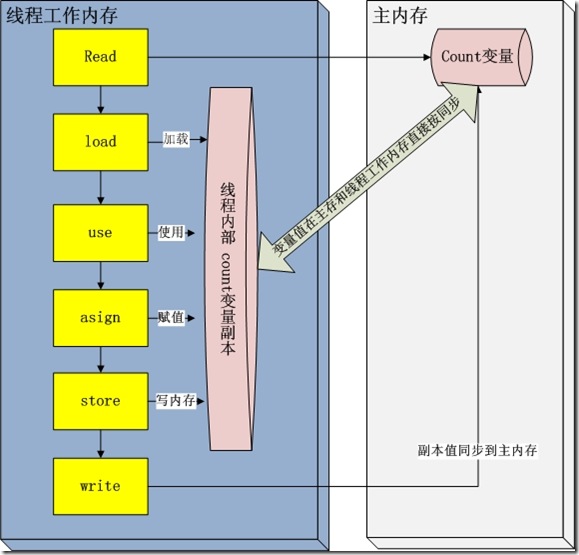 线程工作内存
主内存
Read
Count变量
load
加载
use
使用
asign
赋值
store
写内存
write
线程内部 count变量副本
变量值在主存和线程工作内存直接按同步
副本值同步到主内存